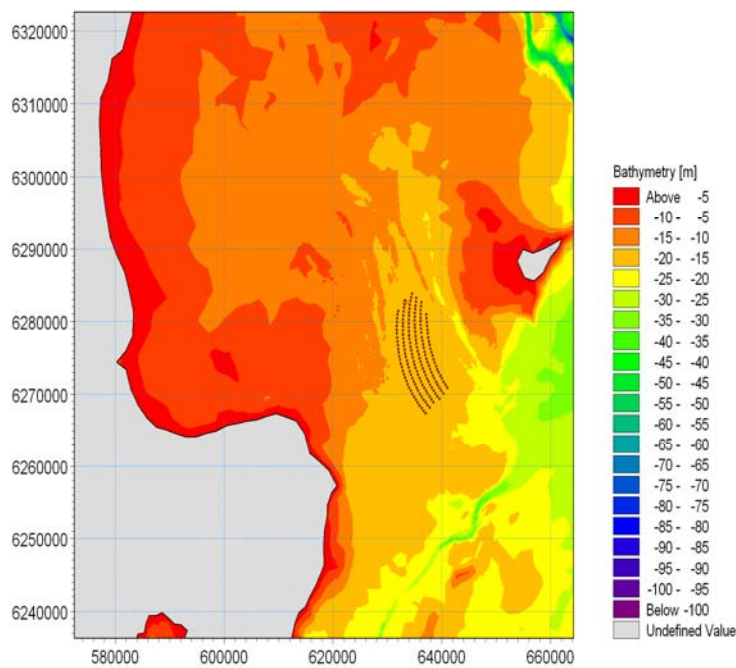 6320000
6310000
6300000
6290000
6280000
6270000
6260000
6250000
6240000
580000 600000 620000 640000 660000
Bathymetry [m]
Above -5
-10 - -5
-15 - -10
-20 - -15
-25 - -20
-30 - -25
-35 - -30
-40 - -35
-45 - -40
-50 - -45
-55 - -50
-60 - -55
-65 - -60
-70 - -65
-75 - -70
-80 - -75
-85 - -80
-90 - -85
-95 - -90
-100 - -95
Below -100
Undefined Value